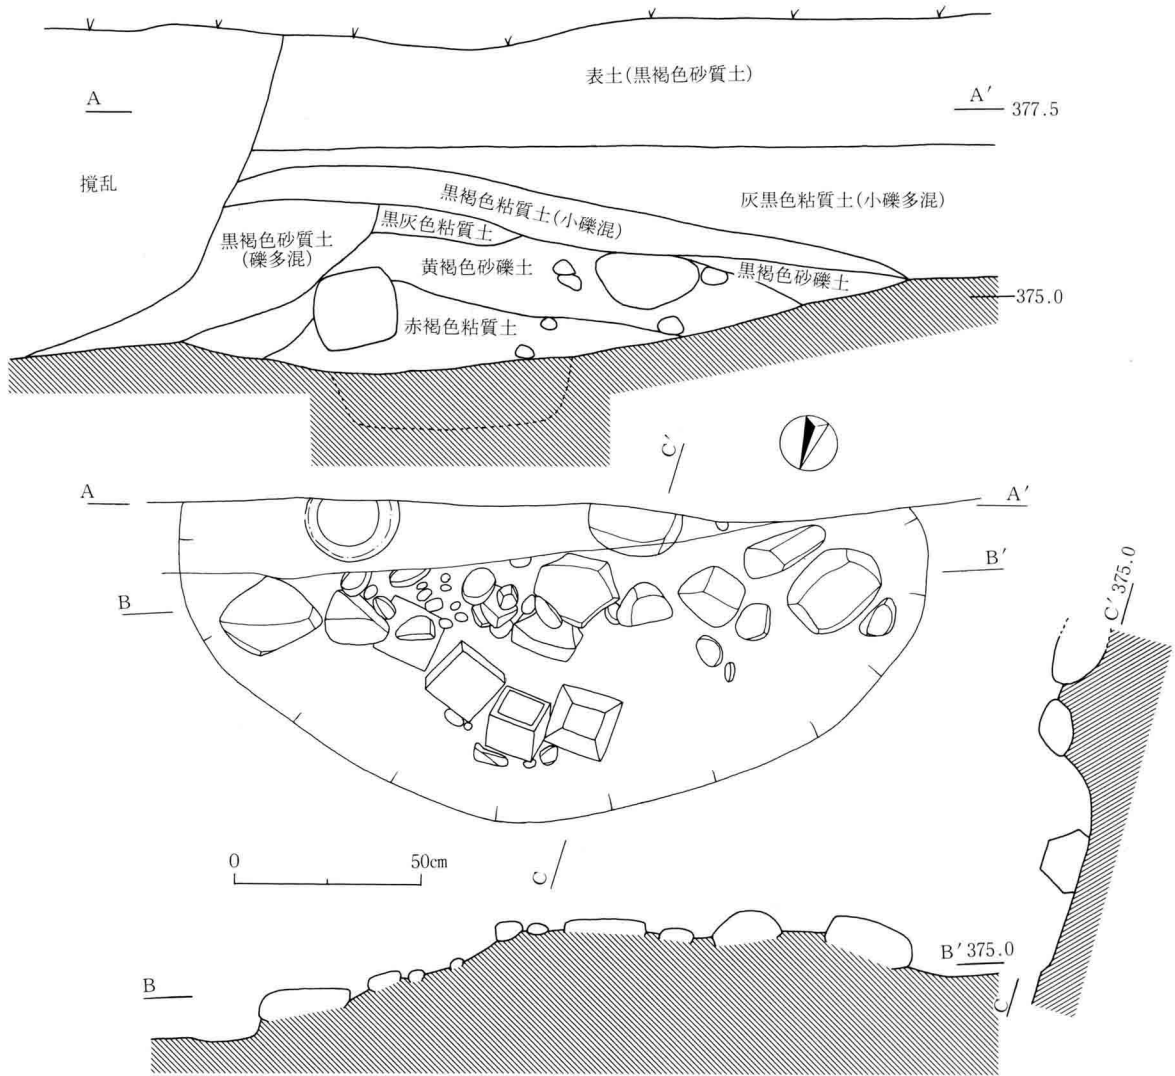 表土(黒褐色砂質土)
A
A′
377.5
撹乱
黒褐色粘質土(小礫混)
灰黒色粘質土(小礫多混)
黒灰色粘質土
黒褐色砂質土
(礫多混)
黄褐色砂礫土
黒褐色砂礫土
375.0
赤褐色粘質土
C′
A
A′
B′
B
C′ 375.0
0
50cm
C
B′ 375.0
B
C